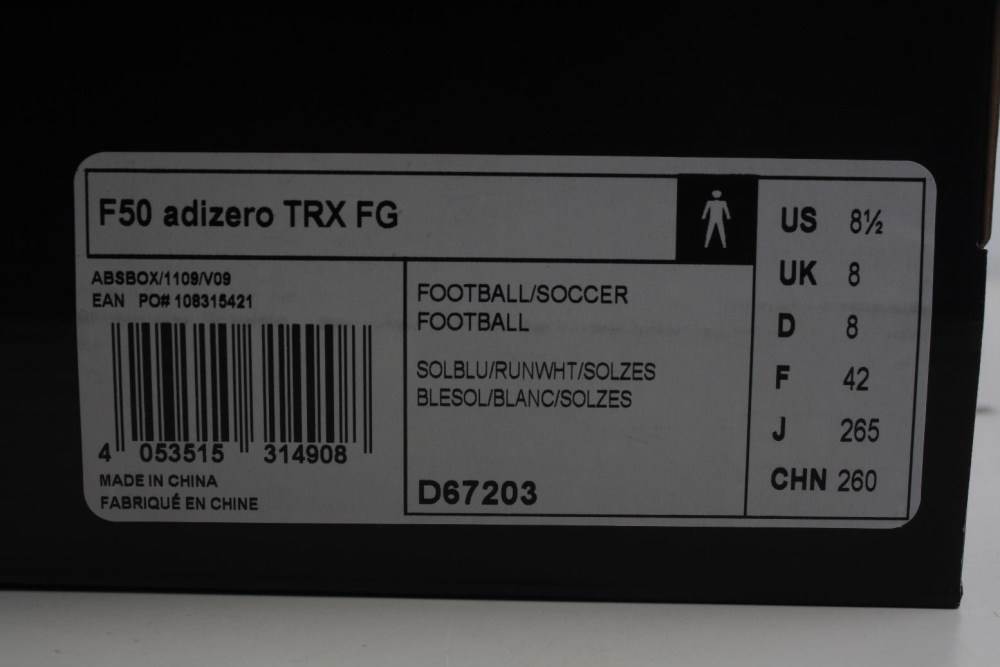 F50 adizero TRX FG
ABSBOX/1109/V09
EAN PO# 108315421
4 053515 314908
MADE IN CHINA
FABRIQUÉ EN CHINE
FOOTBALL/SOCCER
FOOTBALL
SOLBLU/RUNWHT/SOLZES
BLESOL/BLANC/SOLZES
D67203
US 8½
UK 8
D 8
F 42
J 265
CHN 260